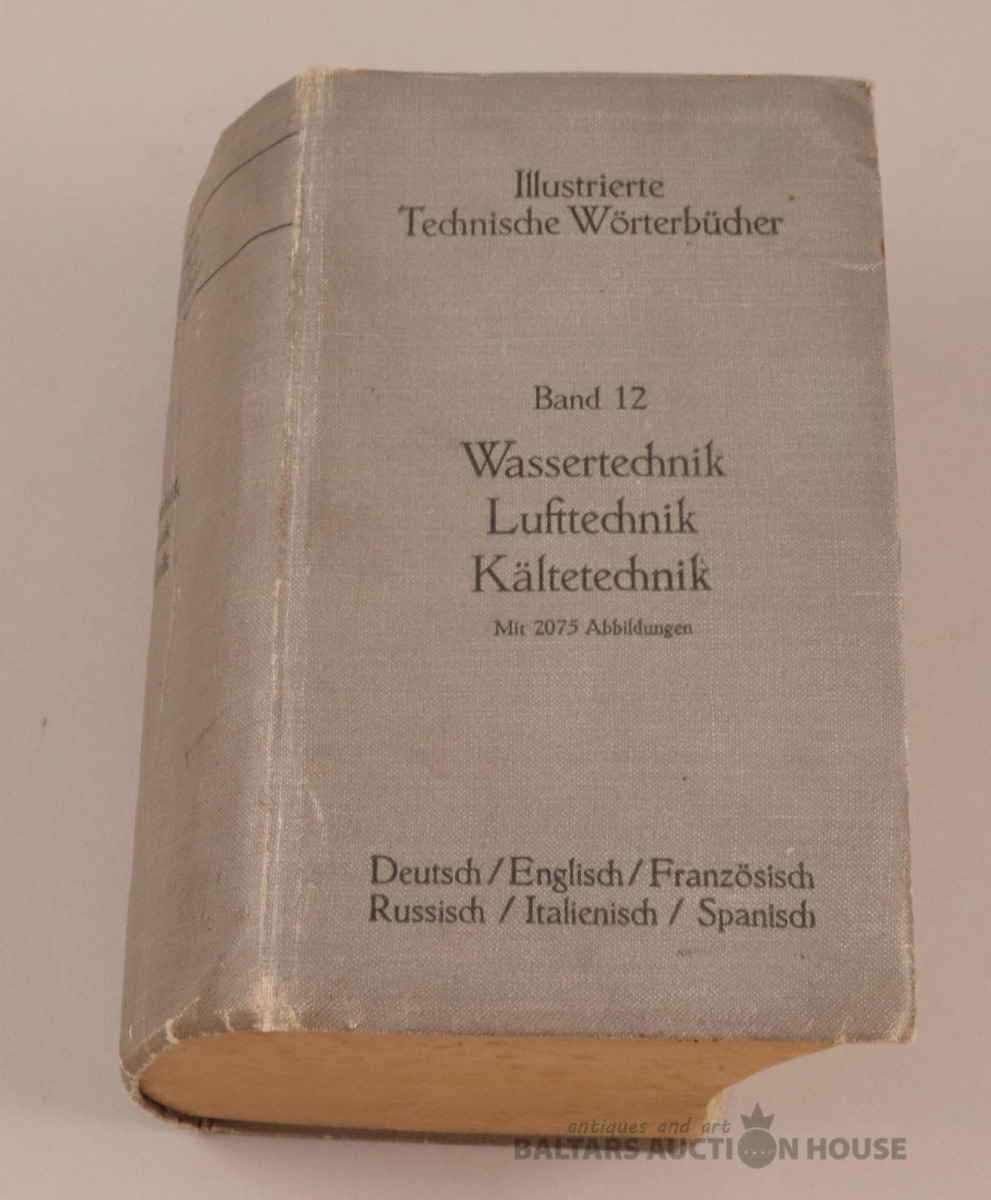 Illustrierte
Technische Wörterbücher
Band 12
Wassertechnik
Lufttechnik
Kältetechnik
Mit 2075 Abbildungen
Deutsch / Englisch / Französisch
Russisch / Italienisch / Spanisch
antiques and art
BALTARS AUCTION HOUSE